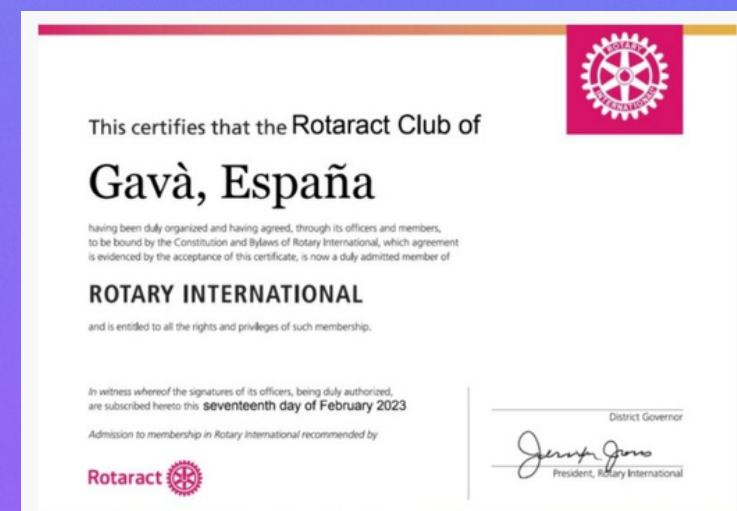 ROTARY
INTERNATIONAL
This certifies that the Rotaract Club of
Gavà, España
having been duly organized and having agreed, through its officers and members,
to be bound by the Constitution and Bylaws of Rotary International, which agreement
is evidenced by the acceptance of this certificate, is now a duly admitted member of
ROTARY INTERNATIONAL
and is entitled to all the rights and privileges of such membership.
In witness whereof the signatures of its officers, being duly authorized,
are subscribed hereto this seventeenth day of February 2023
Admission to membership in Rotary International recommended by
Rotaract
District Governor
President, Rotary International